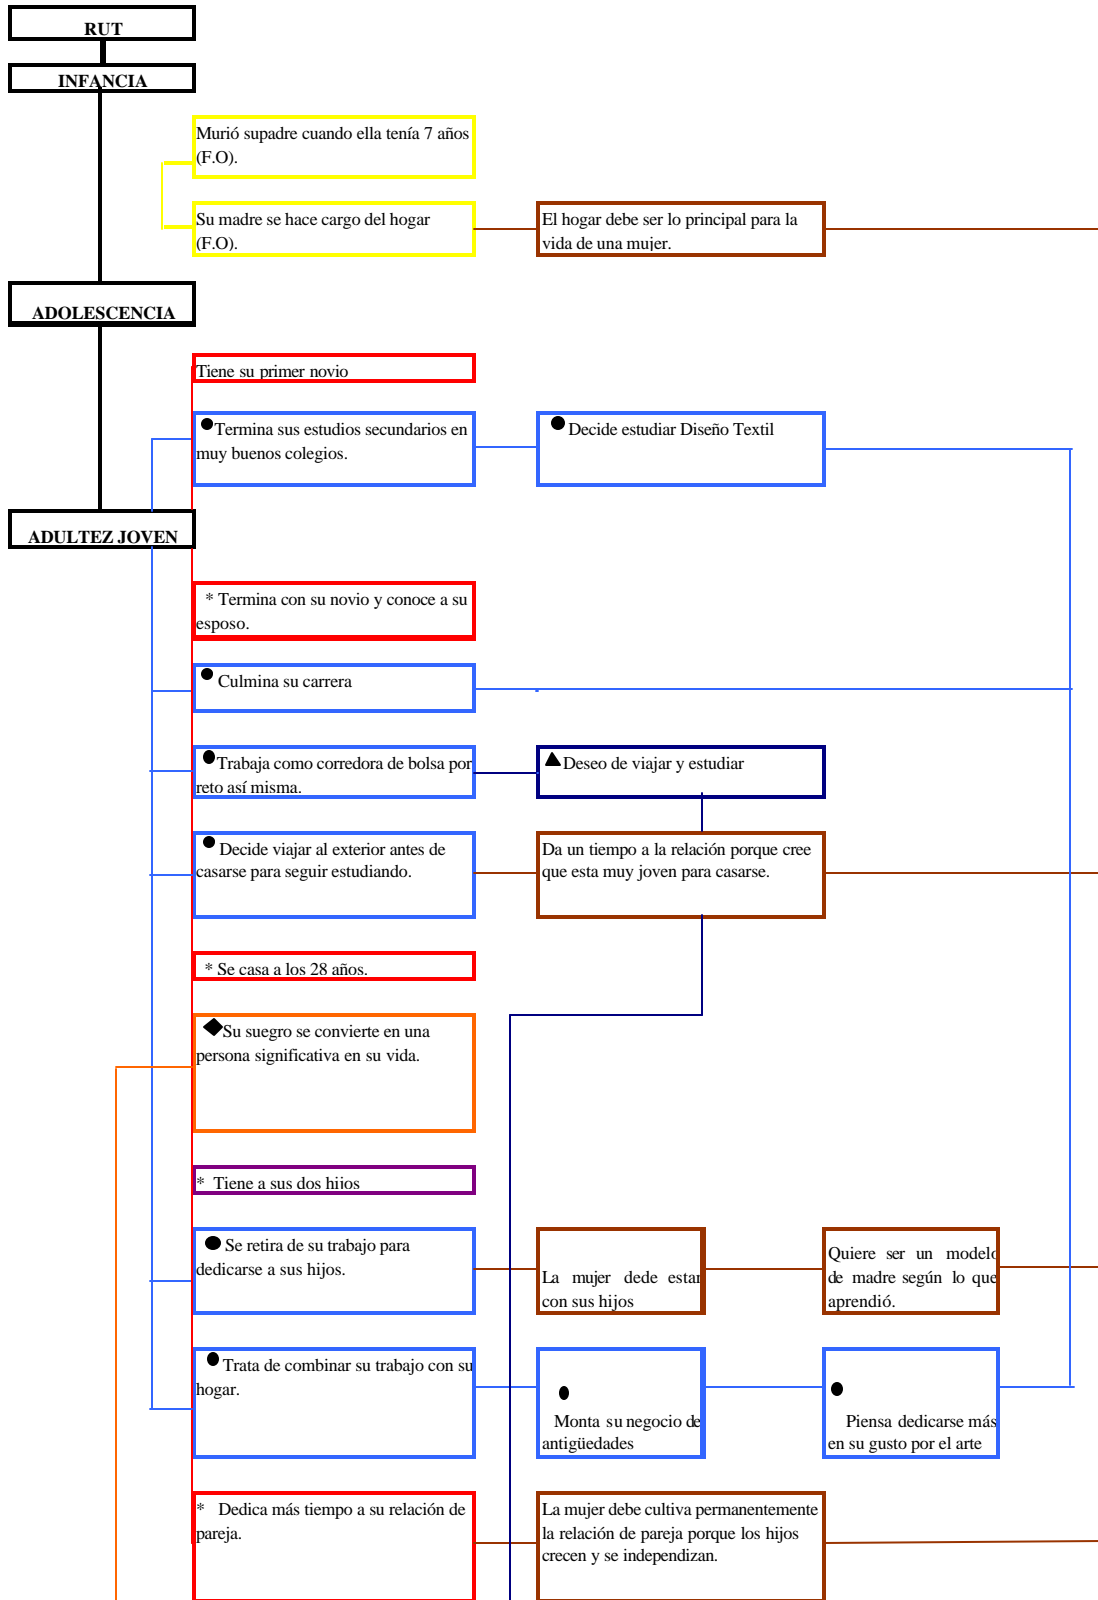 RUT
INFANCIA
Murió supadre cuando ella tenía 7 años
(F.O).
Su madre se hace cargo del hogar
(F.O).
El hogar debe ser lo principal para la
vida de una mujer.
ADOLESCENCIA
Tiene su primer novio
Termina sus estudios secundarios en
muy buenos colegios.
Decide estudiar Diseño Textil
ADULTEZ JOVEN
* Termina con su novio y conoce a su
esposo.
Culmina su carrera
Trabaja como corredora de bolsa por
reto así misma.
Deseo de viajar y estudiar
Decide viajar al exterior antes de
casarse para seguir estudiando.
Da un tiempo a la relación porque cree
que esta muy joven para casarse.
* Se casa a los 28 años.
Su suegro se convierte en una
persona significativa en su vida.
* Tiene a sus dos hijos
Se retira de su trabajo para
dedicarse a sus hijos.
La mujer dede estar
con sus hijos
Quiere ser un modelo
de madre según lo que
aprendió.
Trata de combinar su trabajo con su
hogar.
Monta su negocio de
antigüedades
Piensa dedicarse más
en su gusto por el arte
* Dedica más tiempo a su relación de
pareja.
La mujer debe cultiva permanentemente
la relación de pareja porque los hijos
crecen y se independizan.